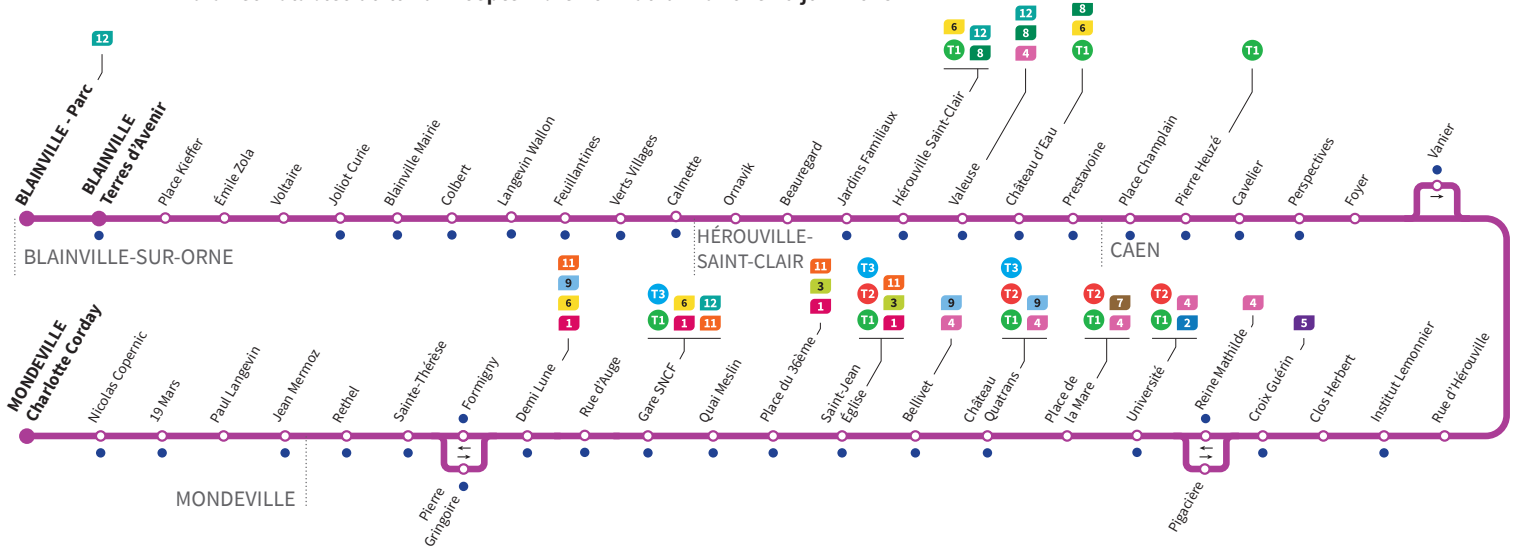 12
BLAINVILLE - Parc
BLAINVILLE
Terres d'Avenir
Place Kieffer
Émile Zola
Voltaire
Joliot Curie
Blainville Mairie
Colbert
Langevin Wallon
Feuillantines
Verts Villages
Calmette
Ornavik
Beauregard
Jardins Familiaux
6 12
T1 8
Hérouville Saint-Clair
12
8
4
Valeuse
8
6
T1
Château d'Eau
Prestavoine
Place Champlain
T1
Pierre Heuzé
Cavelier
Perspectives
Foyer
Vanier
BLAINVILLE-SUR-ORNE
HÉROUVILLE-
SAINT-CLAIR
CAEN
MONDEVILLE
Charlotte Corday
Nicolas Copernic
19 Mars
Paul Langevin
Jean Mermoz
Rethel
Sainte-Thérèse
Formigny
Pierre
Gringoire
11
9
6
1
Demi Lune
Rue d'Auge
T3 6 12
T1 1 11
Gare SNCF
Quai Meslin
11
3
1
Place du 36ème
T3
T2 11
3
T1 1
Saint-Jean
Église
9
4
Bellivet
T3
T2 9
T1 4
Château
Quatrans
T2 7
T1 4
Place de
la Mare
T2 4
T1 2
Université
4
Reine Mathilde
Pigacière
5
Croix Guérin
Clos Herbert
Institut Lemonnier
Rue d'Hérouville
MONDEVILLE